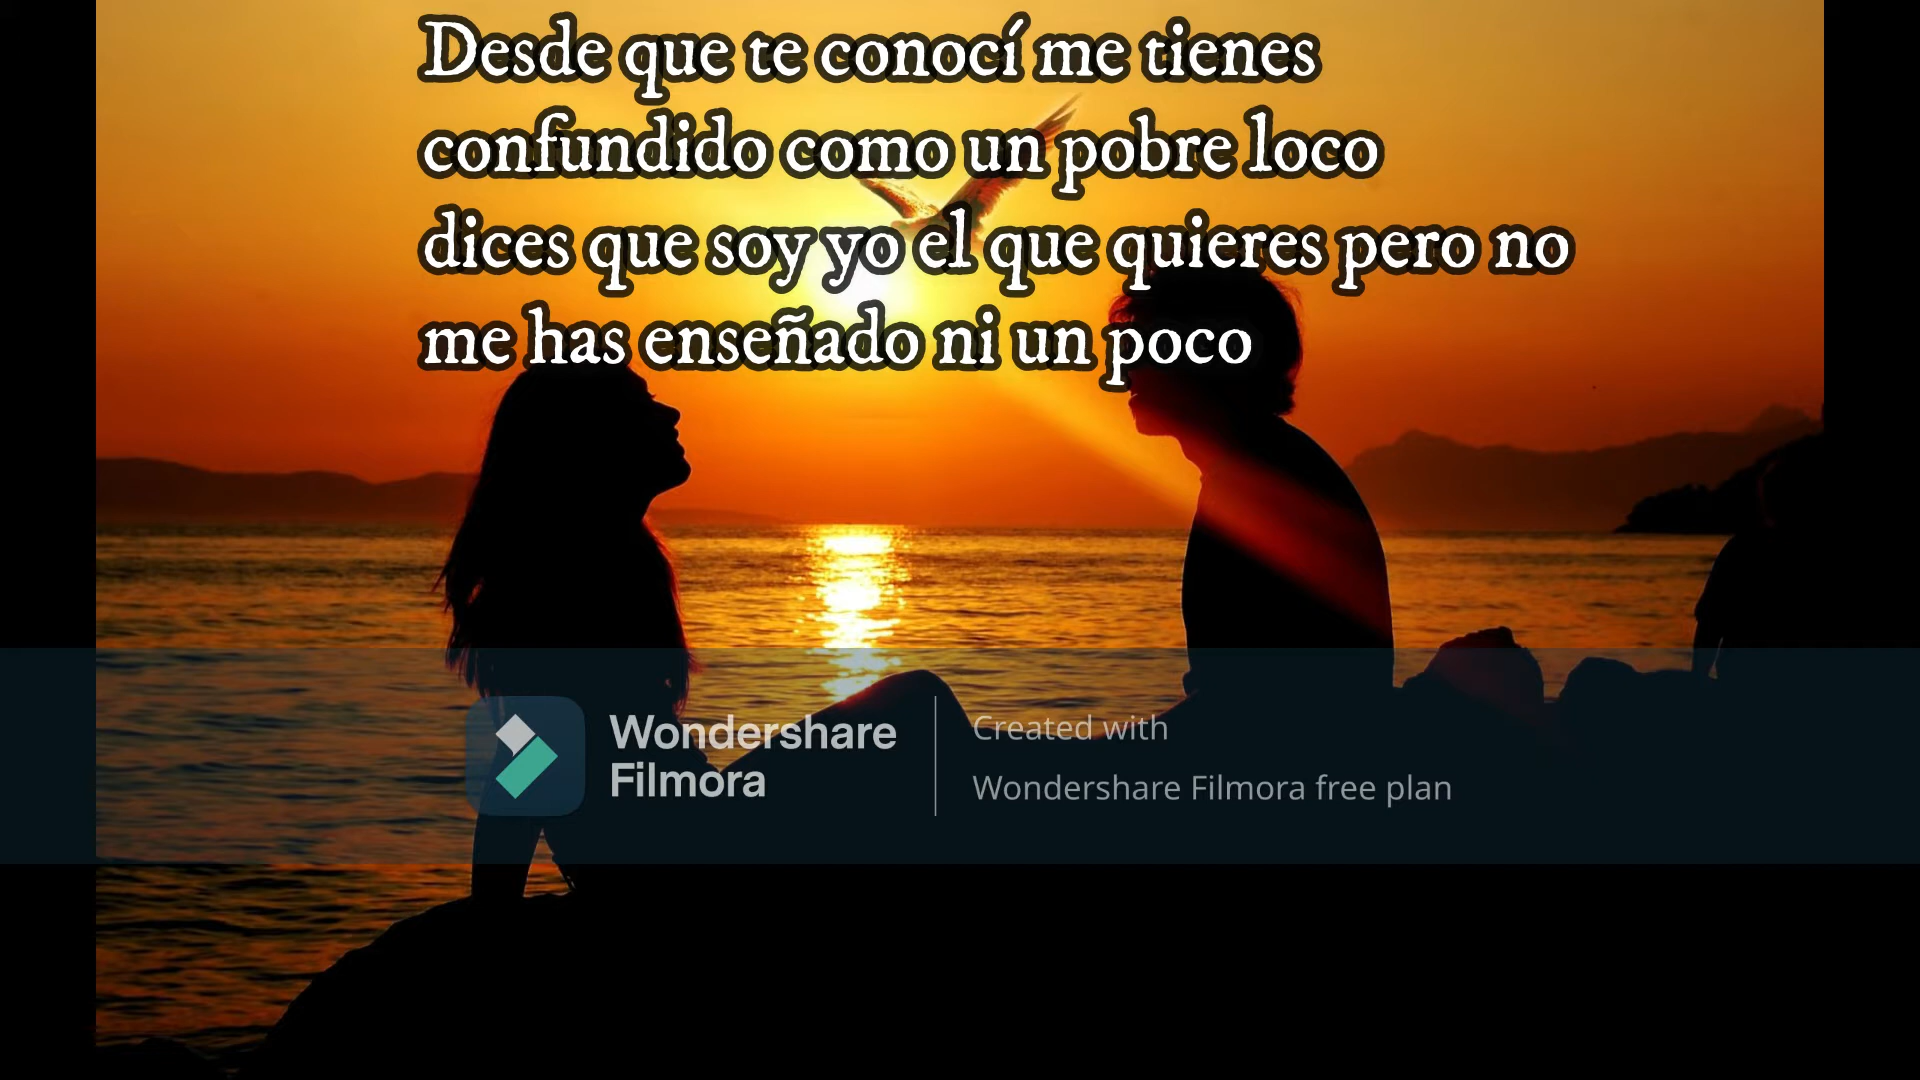 Desde que te conocí me tienes
confundido como un pobre loco
dices que soy yo el que quieres pero no
me has enseñado ni un poco
Wondershare
Filmora
Created with
Wondershare Filmora free plan